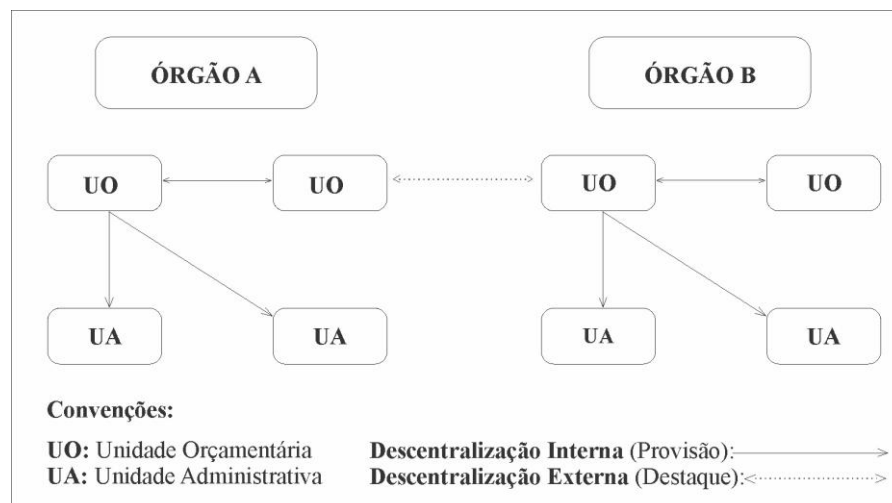 ÓRGÃO A
ÓRGÃO B
UO
UO
UO
UO
UA
UA
UA
UA
Convenções:
UO: Unidade Orçamentária
Descentralização Interna (Provisão):
UA: Unidade Administrativa
Descentralização Externa (Destaque):